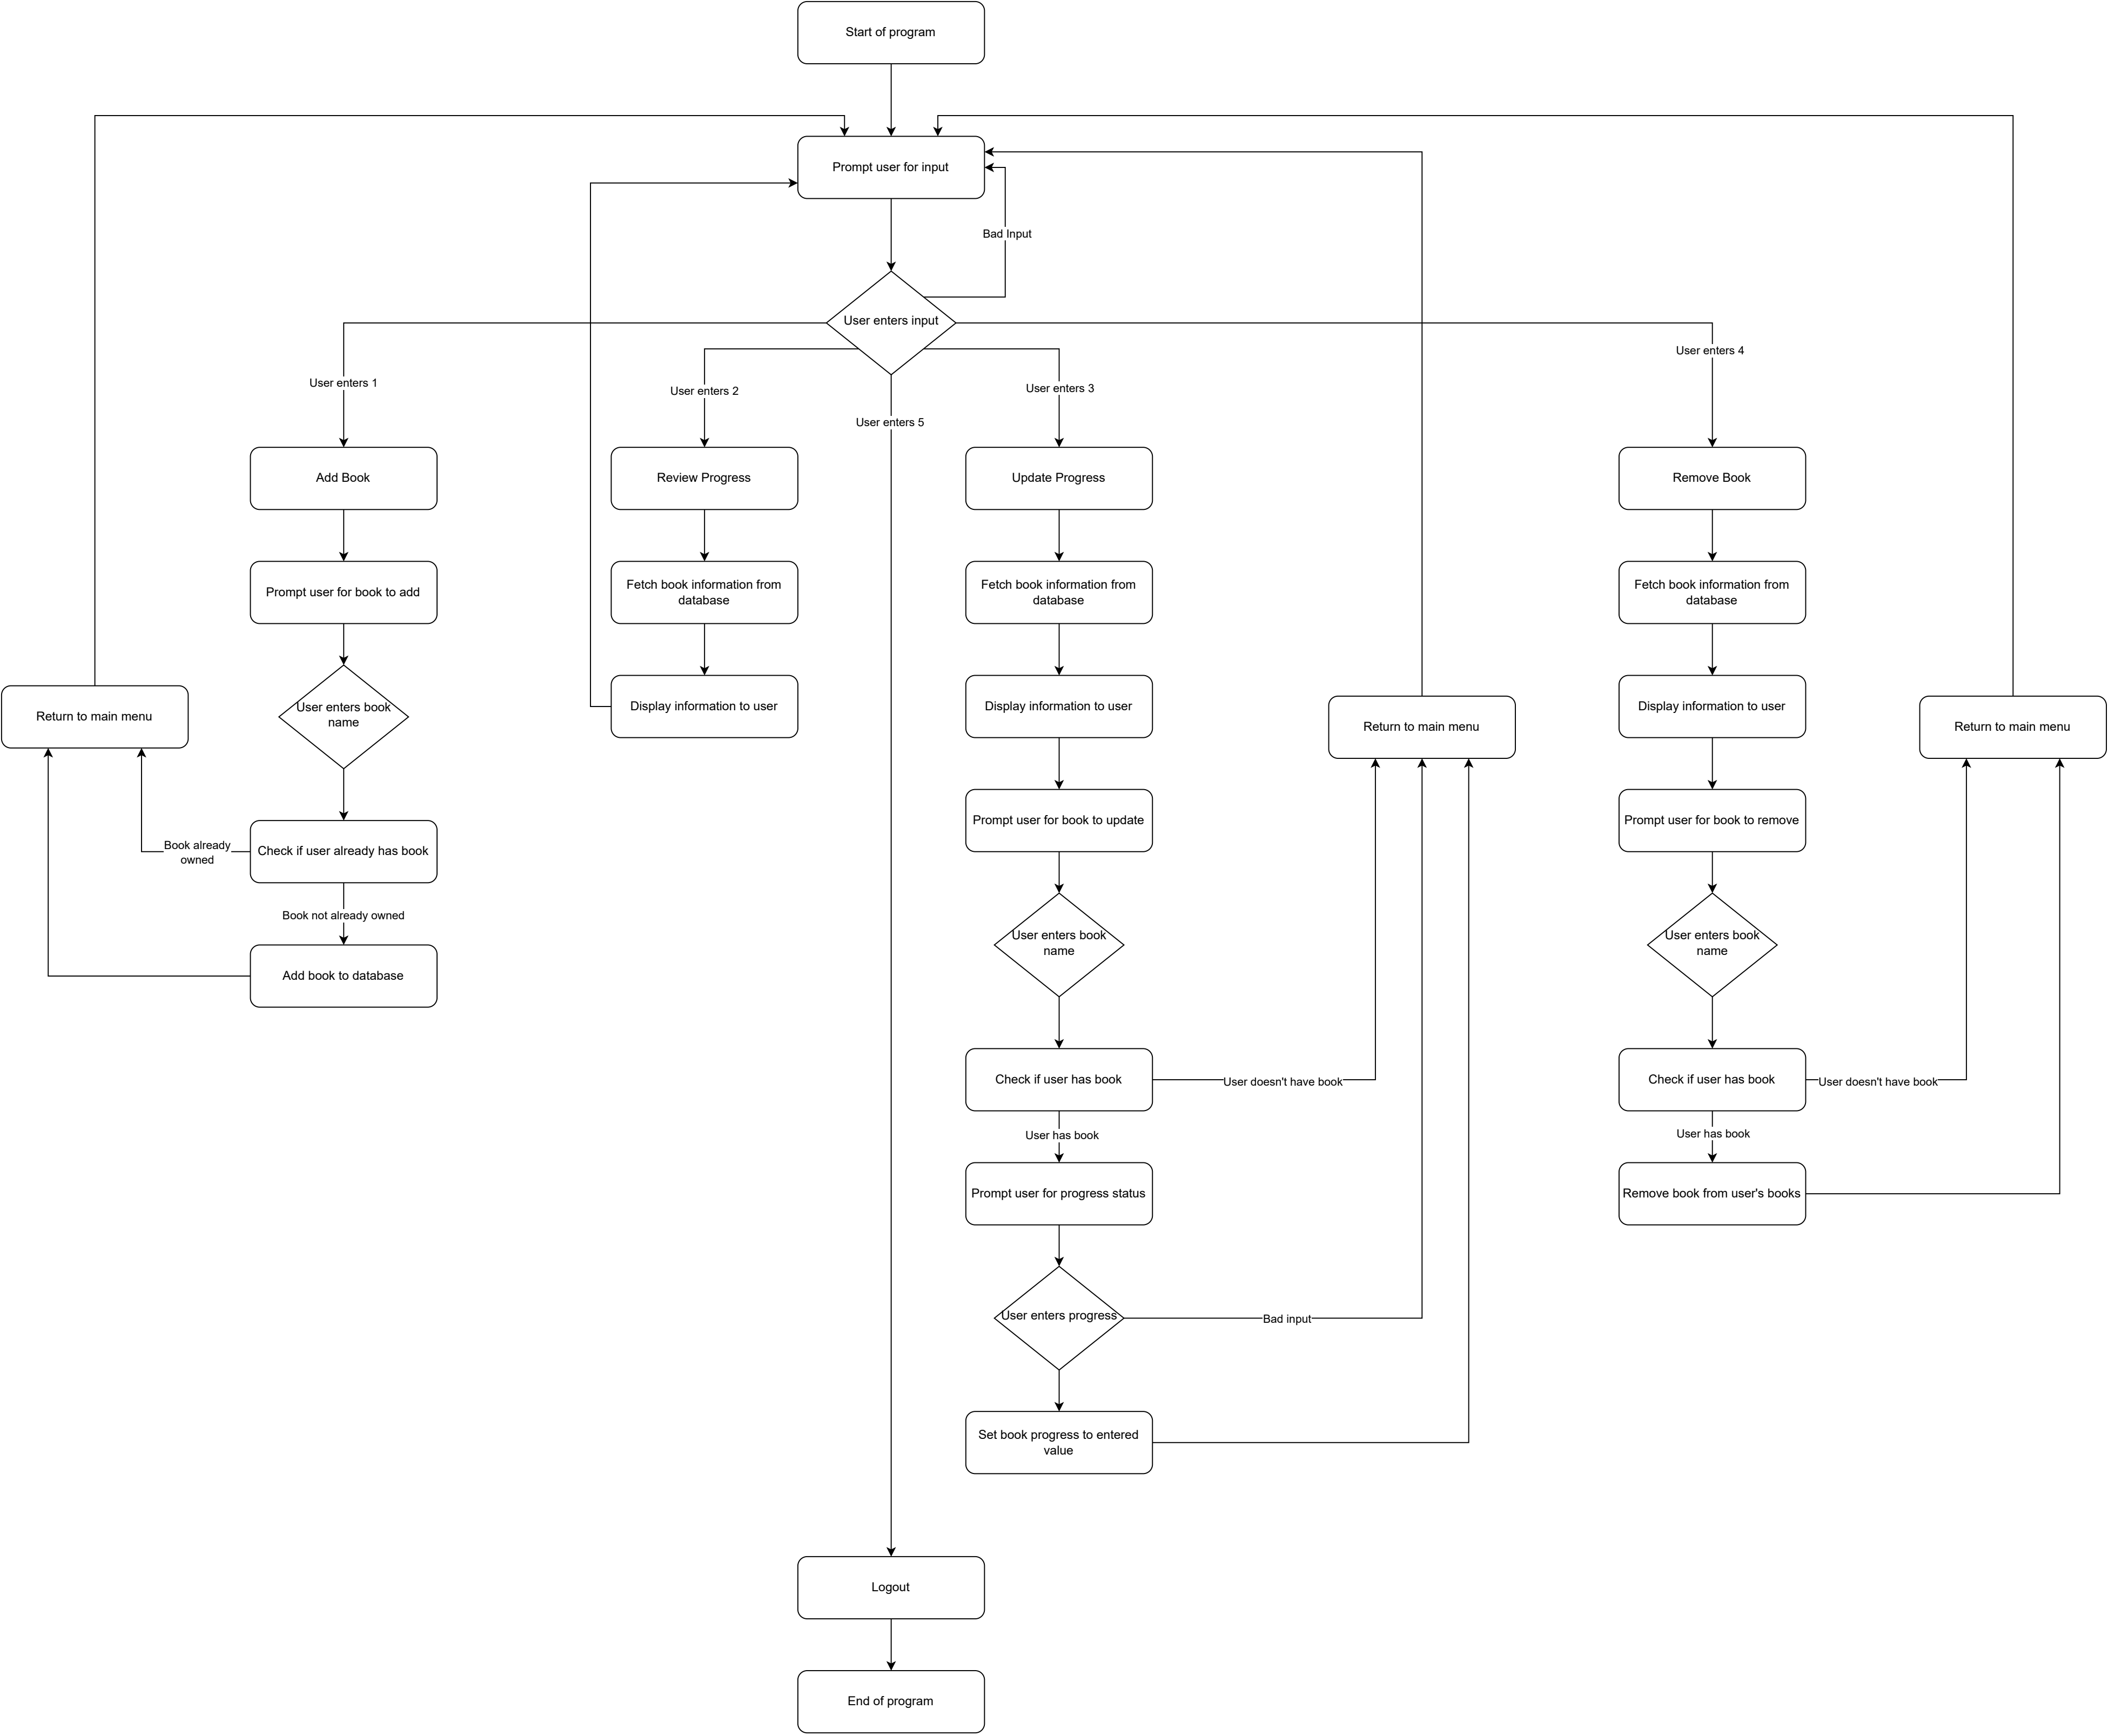 Start of program
Prompt user for input
Bad Input
User enters input
User enters 1
User enters 2
User enters 3
User enters 4
User enters 5
Add Book
Review Progress
Update Progress
Remove Book
Prompt user for book to add
Fetch book information from
database
Fetch book information from
database
Fetch book information from
database
Return to main menu
User enters book
name
Display information to user
Display information to user
Return to main menu
Display information to user
Return to main menu
Prompt user for book to update
Prompt user for book to remove
Book already
owned
Check if user already has book
Book not already owned
Add book to database
User enters book
name
User enters book
name
Check if user has book
User doesn't have book
Check if user has book
User doesn't have book
User has book
User has book
Prompt user for progress status
Remove book from user's books
User enters progress
Bad input
Set book progress to entered
value
Logout
End of program